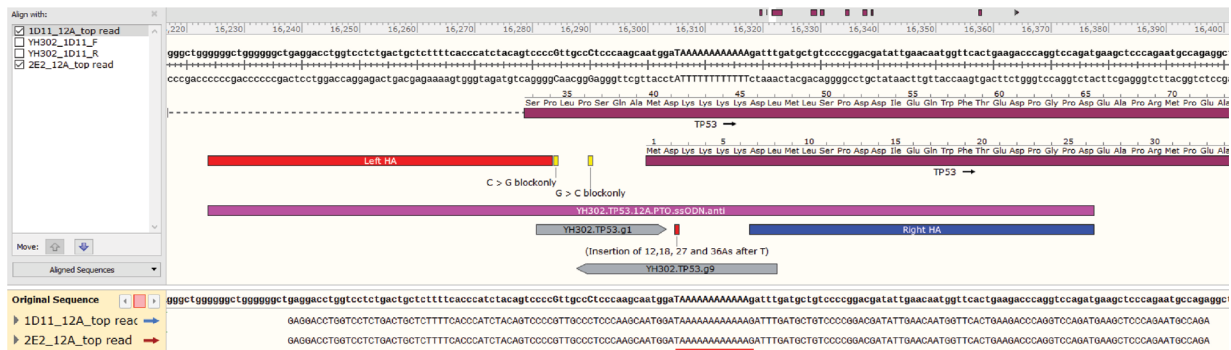 Align with:
1D11_12A_top read
YH302_1D11_F
YH302_1D11_R
2E2_12A_top read
Move:
Aligned Sequences
,220 16,230 16,240 16,250 16,260 16,270 16,280 16,290 16,300 16,310 16,320 16,330 16,340 16,350 16,360 16,370 16,380 16,390 16,400
gggctggggggctggggggctgaggacctggtcctctgactgctcttttcacccatctacagtccccGttgccCtcccaagcaatggaTAAAAAAAAAAAAgatttgatgctgtccccggacgatattgaacaatggttcactgaagacccaggtccagatgaagctcccagaatgccagaggct
cccgaccccccgaccccccgactcctggaccaggagactgacgagaaaagtgggtagatgtcaggggCaacggGagggttcgttacctATTTTTTTTTTTTctaaactacgacaggggcctgctataacttgttaccaagtgacttctgggtccaggtctacttcgagggtcttacggtctccga
35 40 45 50 55 60 65 70
Ser Pro Leu Pro Ser Gln Ala Met Asp Lys Lys Lys Lys Asp Leu Met Leu Ser Pro Asp Asp Ile Glu Gln Trp Phe Thr Glu Asp Pro Gly Pro Asp Glu Ala Pro Arg Met Pro Glu Ala
TP53
1 5 10 15 20 25 30
Met Asp Lys Lys Lys Lys Asp Leu Met Leu Ser Pro Asp Asp Ile Glu Gln Trp Phe Thr Glu Asp Pro Gly Pro Asp Glu Ala Pro Arg Met Pro Glu Ala
Left HA
TP53
C > G blockonly
G > C blockonly
YH302.TP53.12A.PTO.ssODN.anti
YH302.TP53.g1
Right HA
(Insertion of 12,18, 27 and 36As after T)
YH302.TP53.g9
Original Sequence
gggctggggggctggggggctgaggacctggtcctctgactgctcttttcacccatctacagtccccGttgccCtcccaagcaatggaTAAAAAAAAAAAAgatttgatgctgtccccggacgatattgaacaatggttcactgaagacccaggtccagatgaagctcccagaatgccagaggct
1D11_12A_top read
GAGGACCTGGTCCTCTGACTGCTCTTTTCACCCATCTACAGTCCCCGTTGCCCTCCCAAGCAATGGATAAAAAAAAAAAAGATTTGATGCTGTCCCCGGACGATATTGAACAATGGTTCACTGAAGACCCAGGTCCAGATGAAGCTCCCAGAATGCCAGA
2E2_12A_top read
GAGGACCTGGTCCTCTGACTGCTCTTTTCACCCATCTACAGTCCCCGTTGCCCTCCCAAGCAATGGATAAAAAAAAAAAAGATTTGATGCTGTCCCCGGACGATATTGAACAATGGTTCACTGAAGACCCAGGTCCAGATGAAGCTCCCAGAATGCCAGA